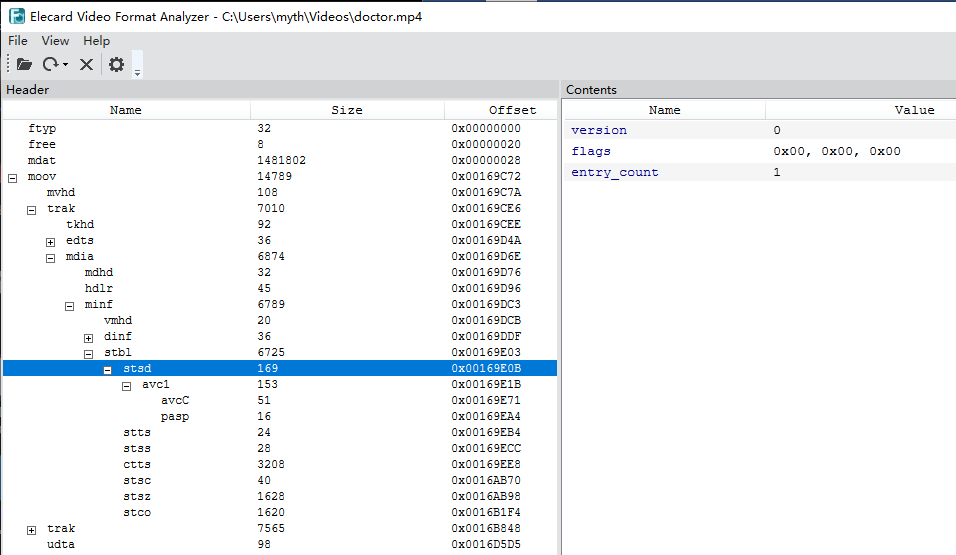 Elecard Video Format Analyzer - C:\Users\myth\Videos\doctor.mp4
File View Help
Header
Name Size Offset
ftyp 32 0x00000000
free 8 0x00000020
mdat 1481802 0x00000028
moov 14789 0x00169C72
mvhd 108 0x00169C7A
trak 7010 0x00169CE6
tkhd 92 0x00169CEE
edts 36 0x00169D4A
mdia 6874 0x00169D6E
mdhd 32 0x00169D76
hdlr 45 0x00169D96
minf 6789 0x00169DC3
vmhd 20 0x00169DCB
dinf 36 0x00169DDF
stbl 6725 0x00169E03
stsd 169 0x00169E0B
avc1 153 0x00169E1B
avcC 51 0x00169E71
pasp 16 0x00169EA4
stts 24 0x00169EB4
stss 28 0x00169ECC
ctts 3208 0x00169EE8
stsc 40 0x0016AB70
stsz 1628 0x0016AB98
stco 1620 0x0016B1F4
trak 7565 0x0016B848
udta 98 0x0016D5D5
Contents
Name Value
version 0
flags 0x00, 0x00, 0x00
entry_count 1